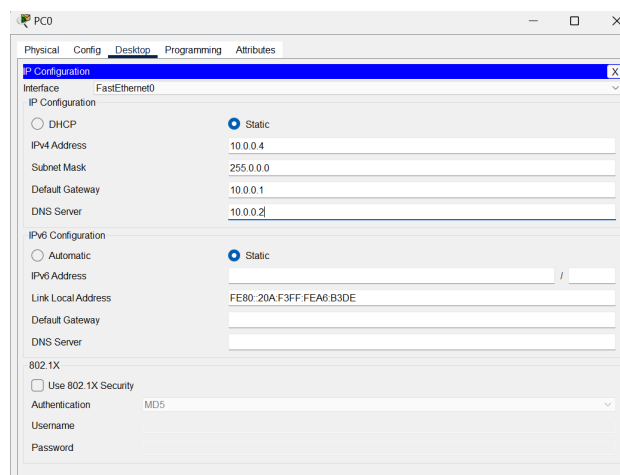 PC0
Physical Config Desktop Programming Attributes
IP Configuration X
Interface FastEthernet0
IP Configuration
DHCP Static
IPv4 Address 10.0.0.4
Subnet Mask 255.0.0.0
Default Gateway 10.0.0.1
DNS Server 10.0.0.2
IPv6 Configuration
Automatic Static
IPv6 Address /
Link Local Address FE80::20A:F3FF:FEA6:B3DE
Default Gateway
DNS Server
802.1X
Use 802.1X Security
Authentication MD5
Username
Password